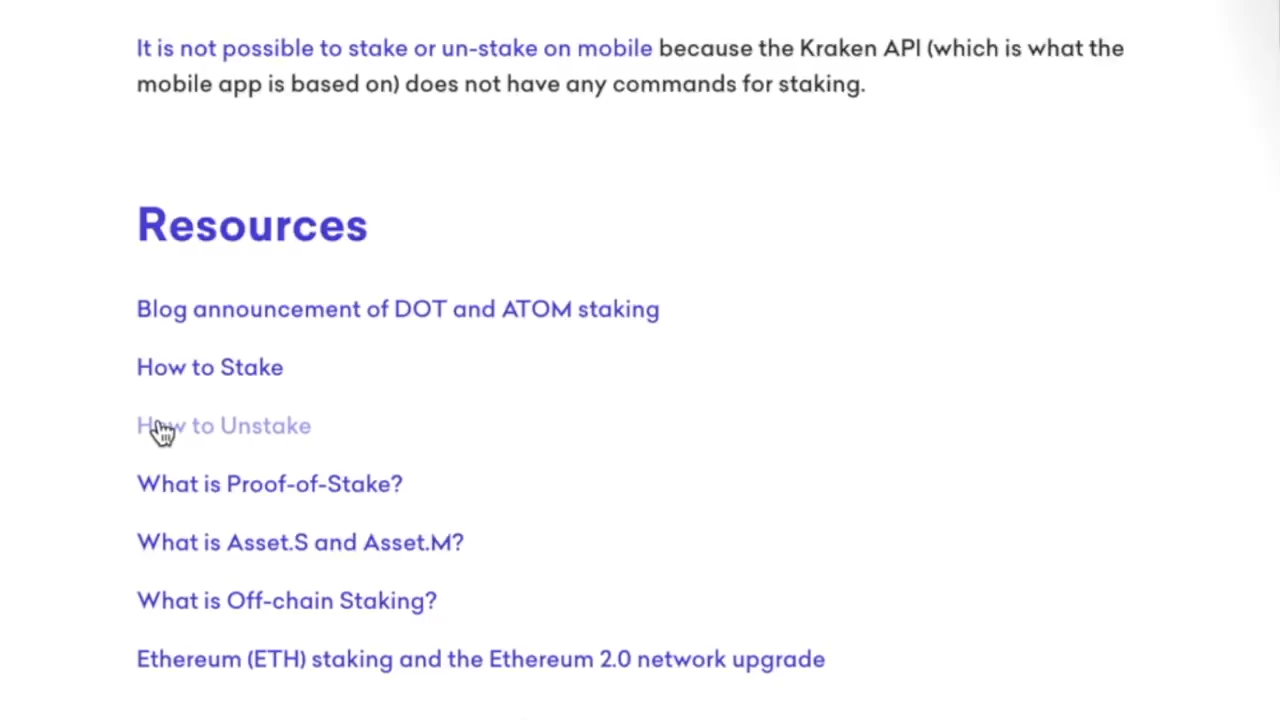 It is not possible to stake or un-stake on mobile because the Kraken API (which is what the
mobile app is based on) does not have any commands for staking.
Resources
Blog announcement of DOT and ATOM staking
How to Stake
How to Unstake
What is Proof-of-Stake?
What is Asset.S and Asset.M?
What is Off-chain Staking?
Ethereum (ETH) staking and the Ethereum 2.0 network upgrade